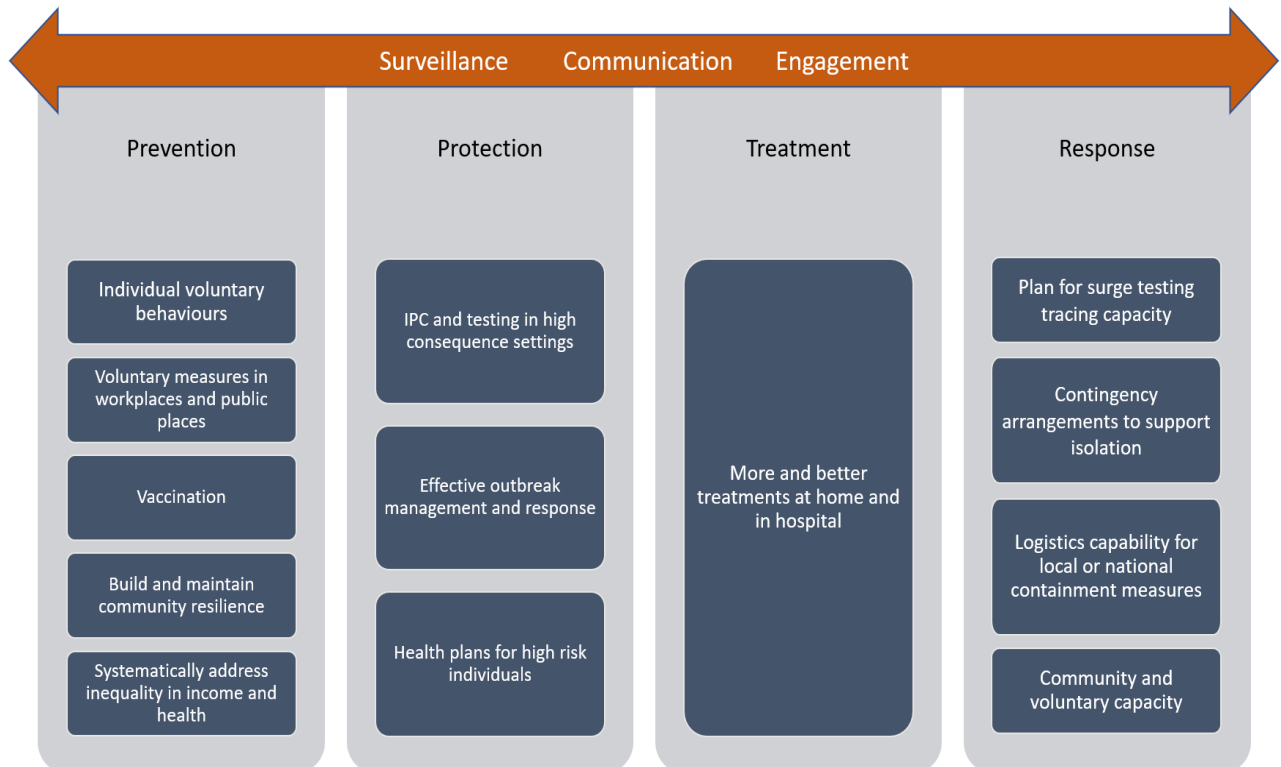 Surveillance Communication Engagement
Prevention
Individual voluntary
behaviours
Voluntary measures in
workplaces and public
places
Vaccination
Build and maintain
community resilience
Systematically address
inequality in income and
health
Protection
IPC and testing in high
consequence settings
Effective outbreak
management and response
Health plans for high risk
individuals
Treatment
More and better
treatments at home and
in hospital
Response
Plan for surge testing
tracing capacity
Contingency
arrangements to support
isolation
Logistics capability for
local or national
containment measures
Community and
voluntary capacity